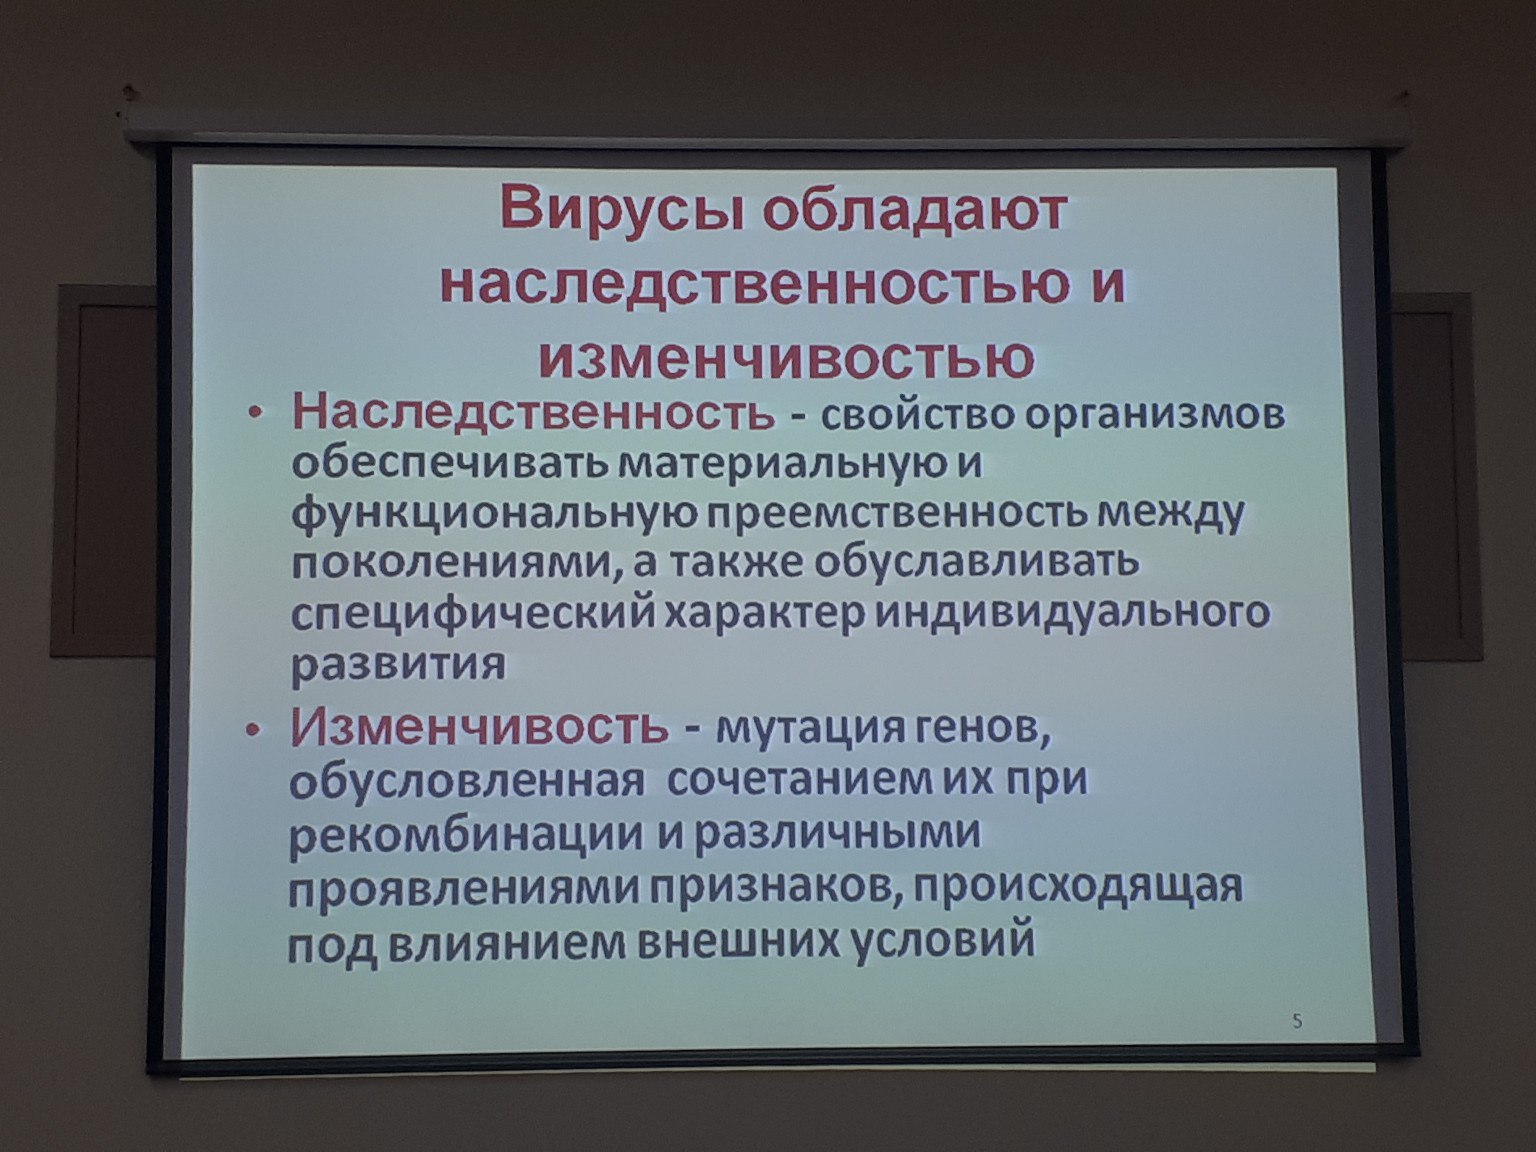 Вирусы обладают
наследственностью и
изменчивостью
• Наследственность - свойство организмов
обеспечивать материальную и
функциональную преемственность между
поколениями, а также обуславливать
специфический характер индивидуального
развития
• Изменчивость - мутация генов,
обусловленная сочетанием их при
рекомбинации и различными
проявлениями признаков, происходящая
под влиянием внешних условий
5